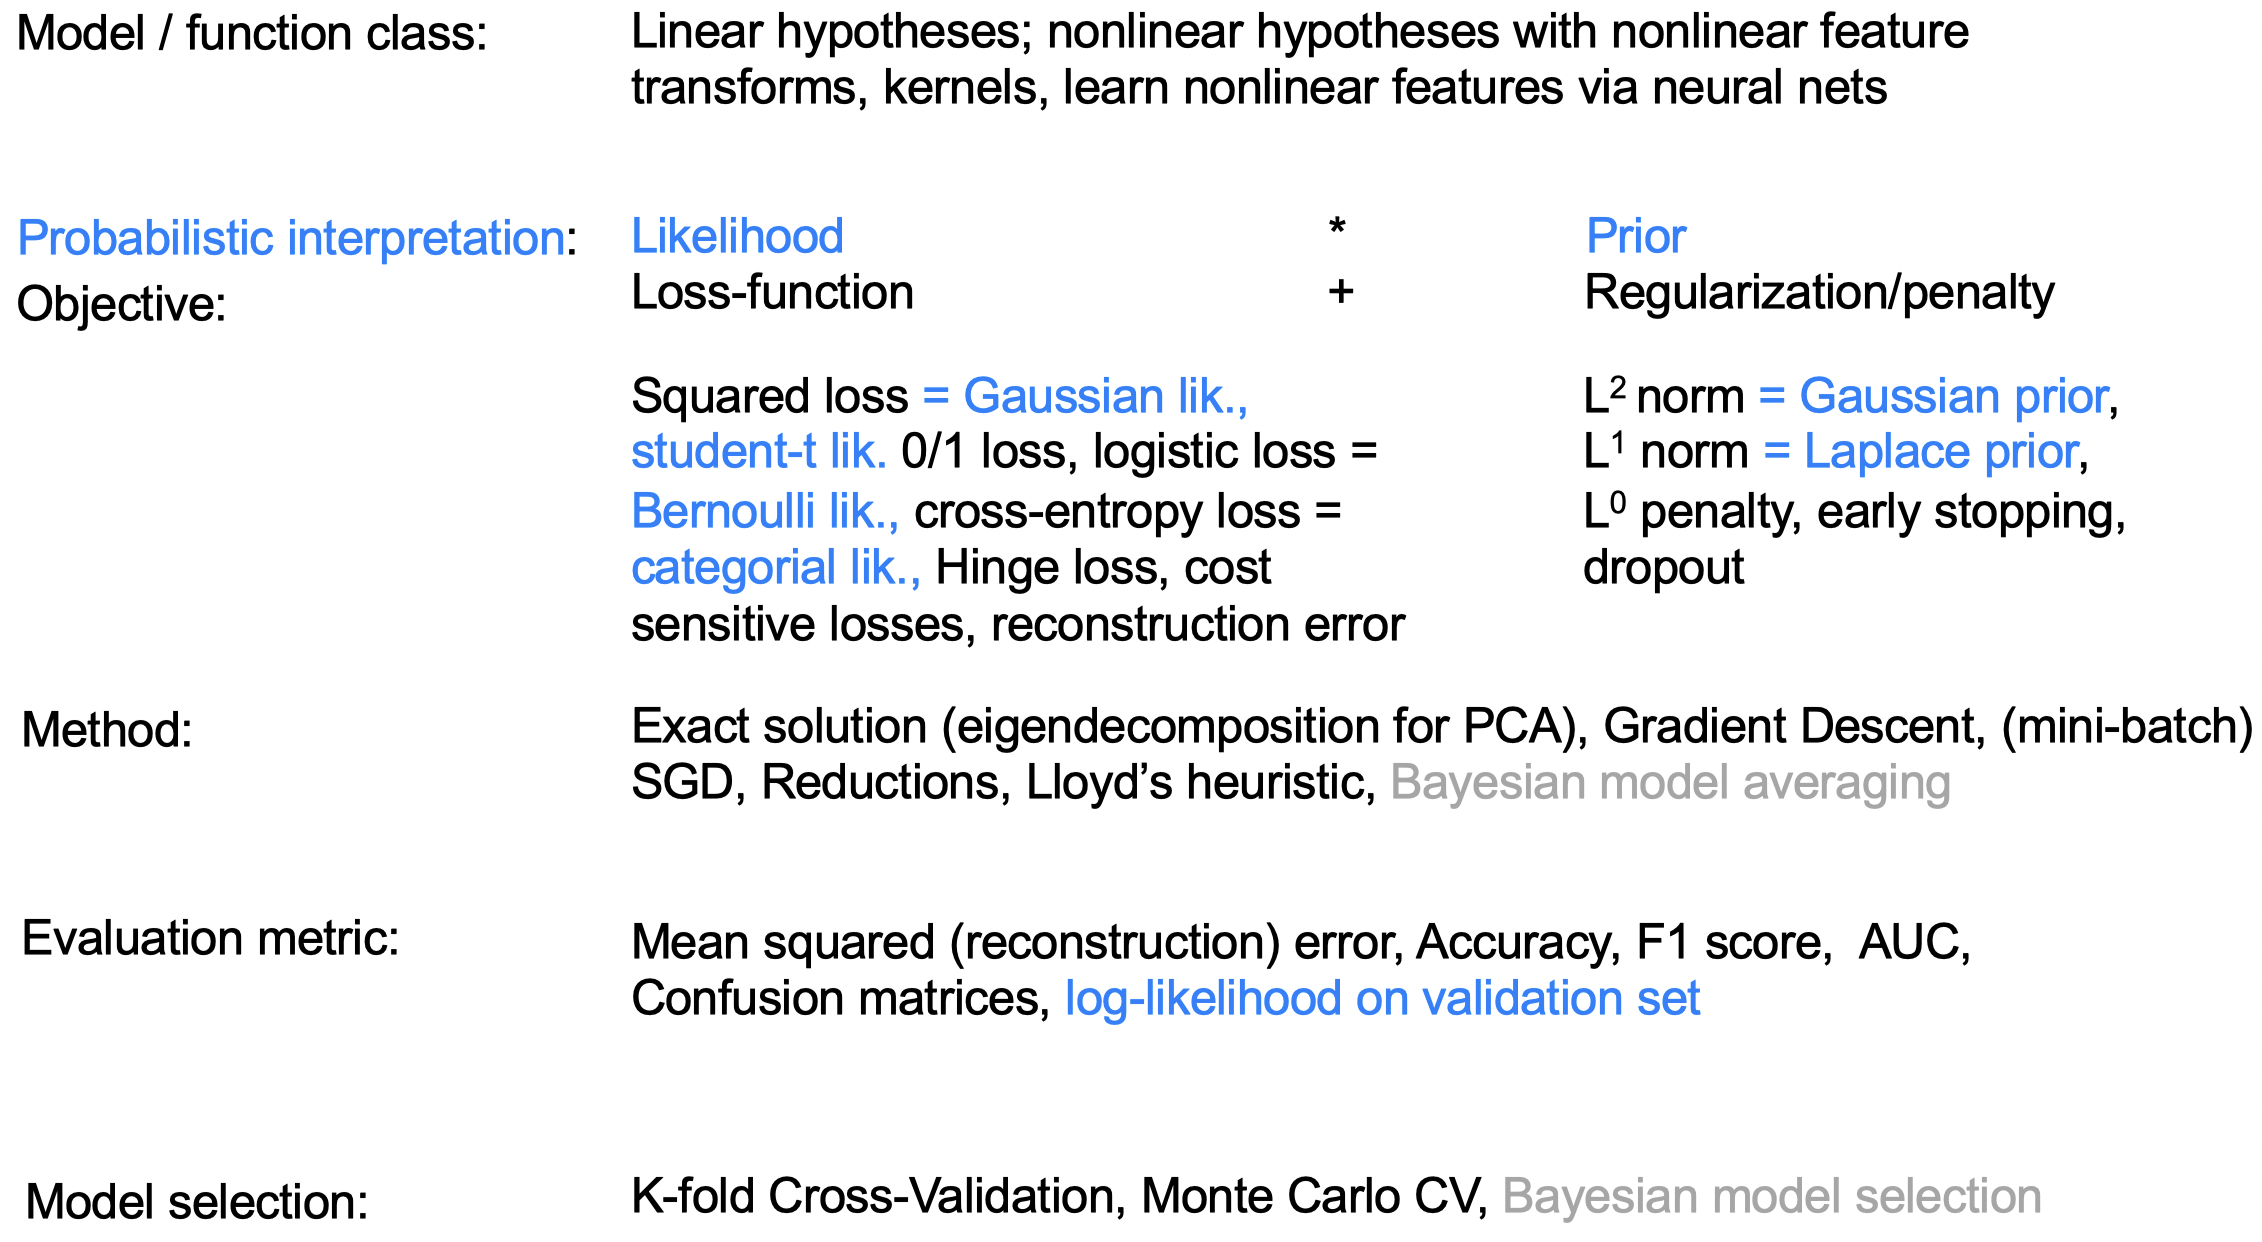 Model / function class: Linear hypotheses; nonlinear hypotheses with nonlinear feature
transforms, kernels, learn nonlinear features via neural nets
Probabilistic interpretation: Likelihood * Prior
Objective: Loss-function + Regularization/penalty
Squared loss = Gaussian lik., L² norm = Gaussian prior,
student-t lik. 0/1 loss, logistic loss = L¹ norm = Laplace prior,
Bernoulli lik., cross-entropy loss = L⁰ penalty, early stopping,
categorial lik., Hinge loss, cost dropout
sensitive losses, reconstruction error
Method: Exact solution (eigendecomposition for PCA), Gradient Descent, (mini-batch)
SGD, Reductions, Lloyd’s heuristic, Bayesian model averaging
Evaluation metric: Mean squared (reconstruction) error, Accuracy, F1 score, AUC,
Confusion matrices, log-likelihood on validation set
Model selection: K-fold Cross-Validation, Monte Carlo CV, Bayesian model selection